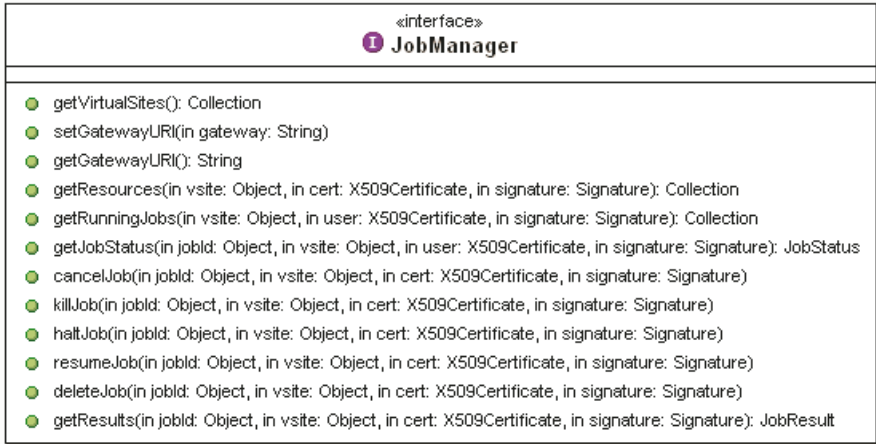 «interface»
I JobManager
getVirtualSites(): Collection
setGatewayURI(in gateway: String)
getGatewayURI(): String
getResources(in vsite: Object, in cert: X509Certificate, in signature: Signature): Collection
getRunningJobs(in vsite: Object, in user: X509Certificate, in signature: Signature): Collection
getJobStatus(in jobId: Object, in vsite: Object, in user: X509Certificate, in signature: Signature): JobStatus
cancelJob(in jobId: Object, in vsite: Object, in cert: X509Certificate, in signature: Signature)
killJob(in jobId: Object, in vsite: Object, in cert: X509Certificate, in signature: Signature)
haltJob(in jobId: Object, in vsite: Object, in cert: X509Certificate, in signature: Signature)
resumeJob(in jobId: Object, in vsite: Object, in cert: X509Certificate, in signature: Signature)
deleteJob(in jobId: Object, in vsite: Object, in cert: X509Certificate, in signature: Signature)
getResults(in jobId: Object, in vsite: Object, in cert: X509Certificate, in signature: Signature): JobResult